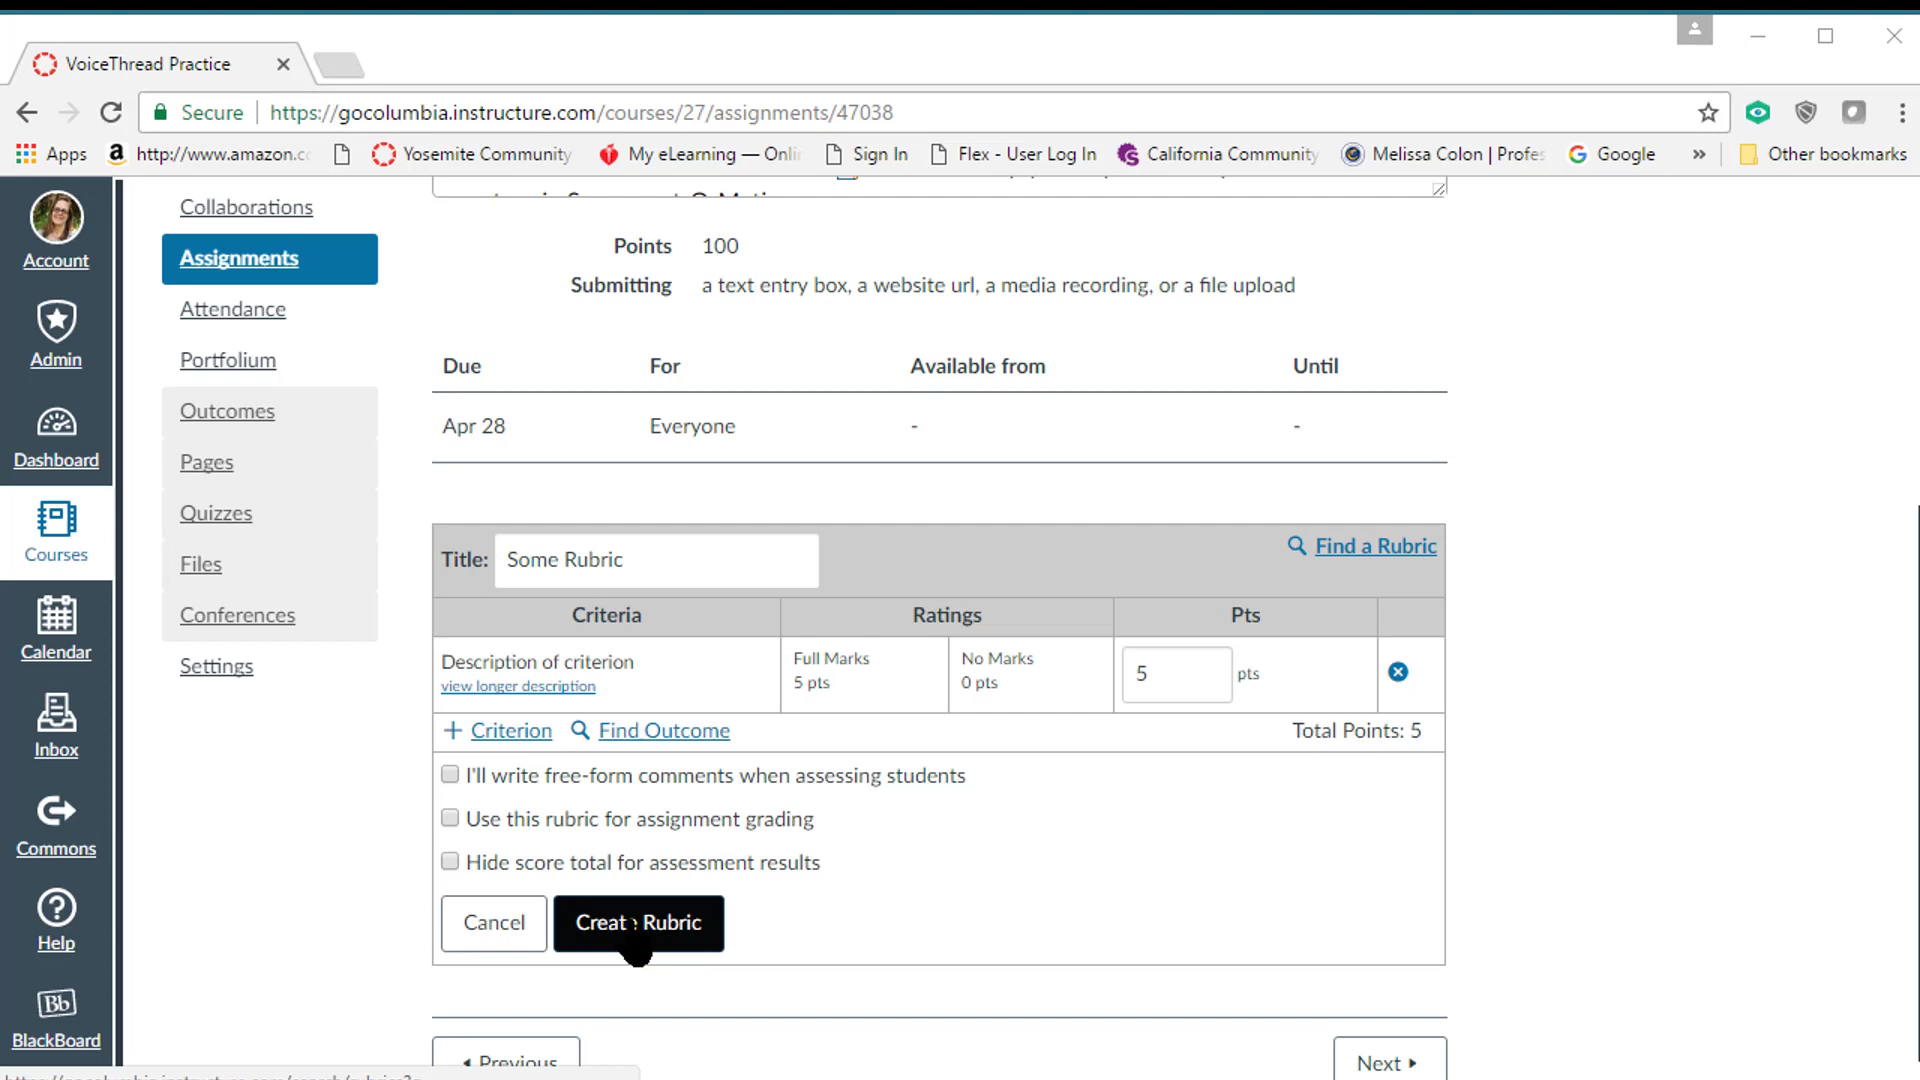 VoiceThread Practice
Secure https://gocolumbia.instructure.com/courses/27/assignments/47038
Apps http://www.amazon.cc Yosemite Community My eLearning — Onli Sign In Flex - User Log In California Community Melissa Colon | Profes Google » Other bookmarks
Account
Admin
Dashboard
Courses
Calendar
Inbox
Commons
Help
Bb
BlackBoard
Collaborations
Assignments
Attendance
Portfolium
Outcomes
Pages
Quizzes
Files
Conferences
Settings
Points 100
Submitting a text entry box, a website url, a media recording, or a file upload
Due For Available from Until
Apr 28 Everyone - -
Title: Some Rubric Find a Rubric
Criteria Ratings Pts
Description of criterion
view longer description
Full Marks
5 pts
No Marks
0 pts
5 pts
+ Criterion Find Outcome Total Points: 5
I'll write free-form comments when assessing students
Use this rubric for assignment grading
Hide score total for assessment results
Cancel Create Rubric
Previous Next